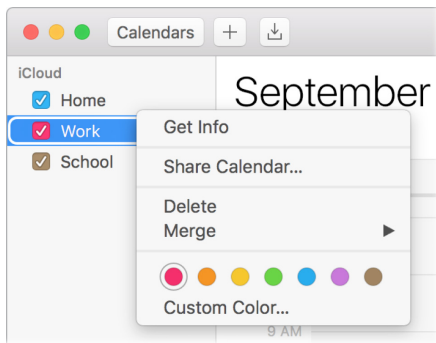 Calendars
iCloud
Home
Work
School
September
Get Info
Share Calendar...
Delete
Merge
Custom Color...
9 AM